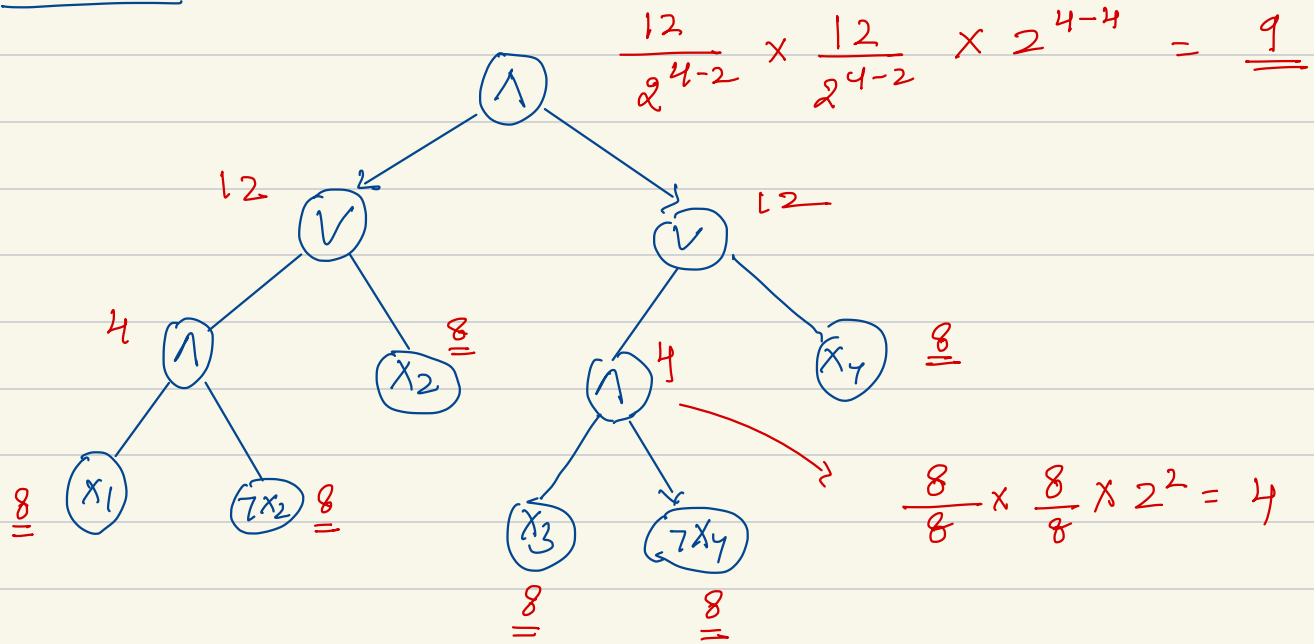 12/2^{4-2} × 12/2^{4-2} × 2^{4-4} = 9
∧
12 12
∨ ∨
4 8 4 8
∧ X2 ∧ X4
8 X1 ¬X2 8 X3 ¬X4 8/8 × 8/8 × 2^2 = 4
8 8